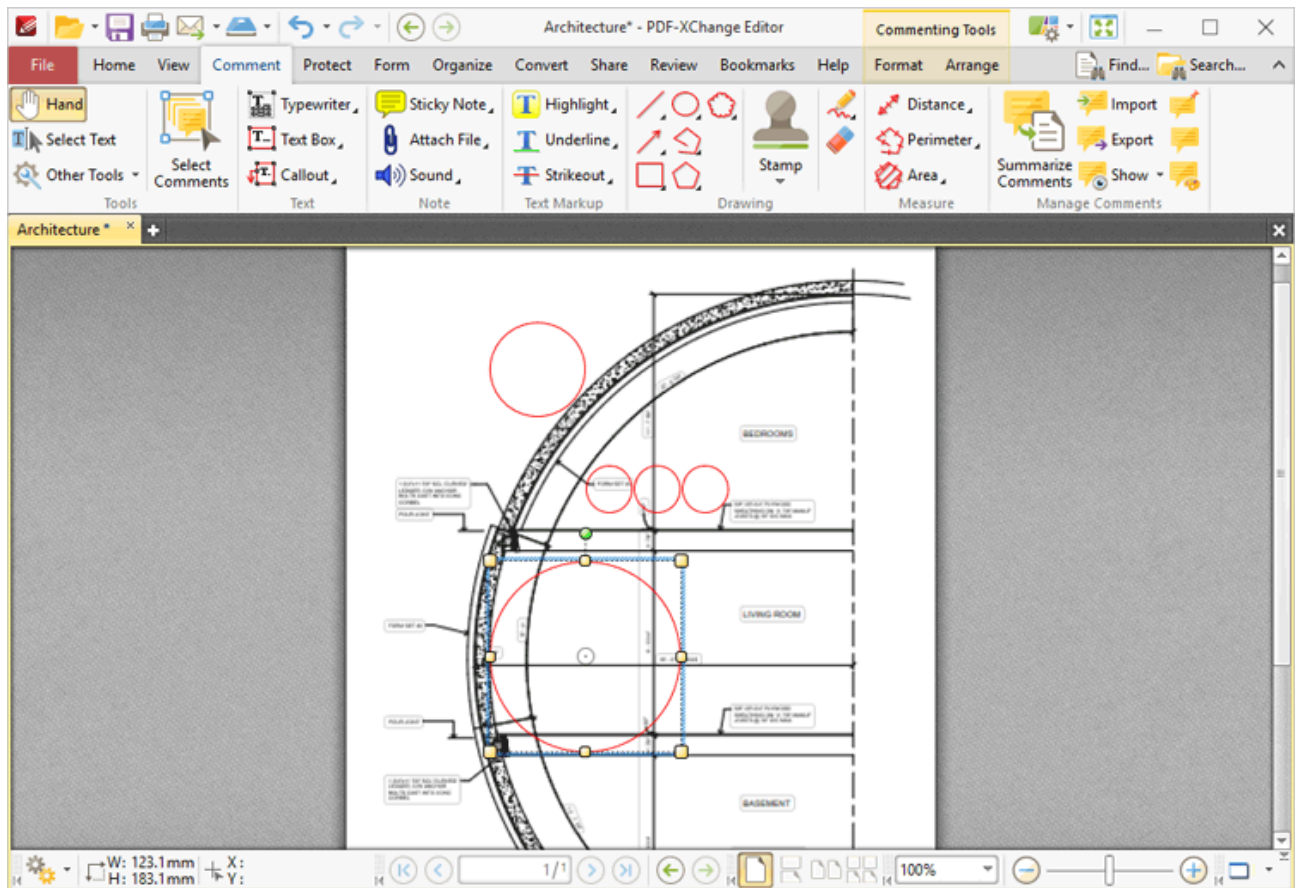 Architecture* - PDF-XChange Editor
Commenting Tools
File Home View Comment Protect Form Organize Convert Share Review Bookmarks Help Format Arrange Find... Search...
Hand Typewriter Sticky Note Highlight Distance Import
Select Text Text Box Attach File Underline Perimeter Export
Other Tools Select Comments Callout Sound Strikeout Stamp Area Summarize Comments Show
Tools Text Note Text Markup Drawing Measure Manage Comments
Architecture *
BEDROOMS
LIVING ROOM
BASEMENT
W: 123.1mm X:
H: 183.1mm Y:
1/1
100%